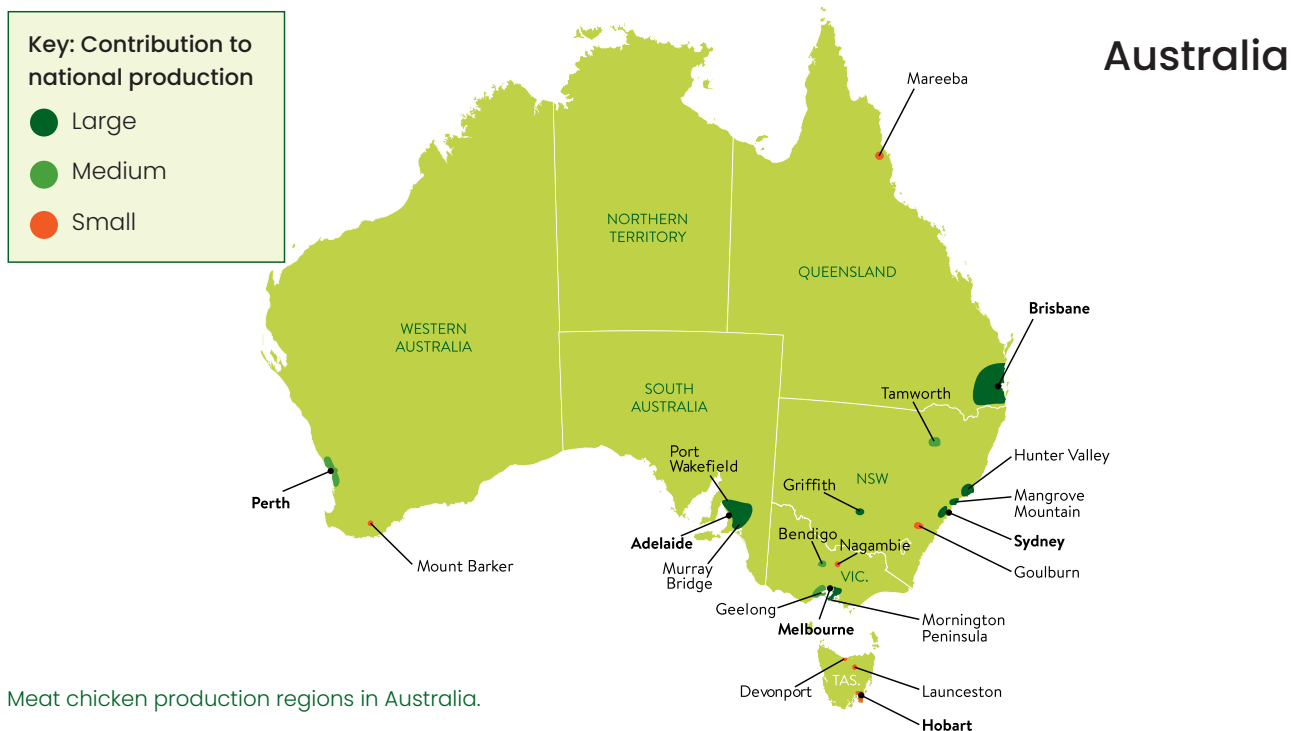 Key: Contribution to
national production
Large
Medium
Small
Australia
Mareeba
NORTHERN
TERRITORY
QUEENSLAND
Brisbane
WESTERN
AUSTRALIA
SOUTH
AUSTRALIA
Tamworth
Port
Wakefield
Hunter Valley
NSW
Griffith
Mangrove
Mountain
Perth
Bendigo
Nagambie
Adelaide
Sydney
Murray
Bridge
Mount Barker
VIC.
Goulburn
Geelong
Melbourne
Mornington
Peninsula
TAS.
Devonport
Launceston
Hobart
Meat chicken production regions in Australia.